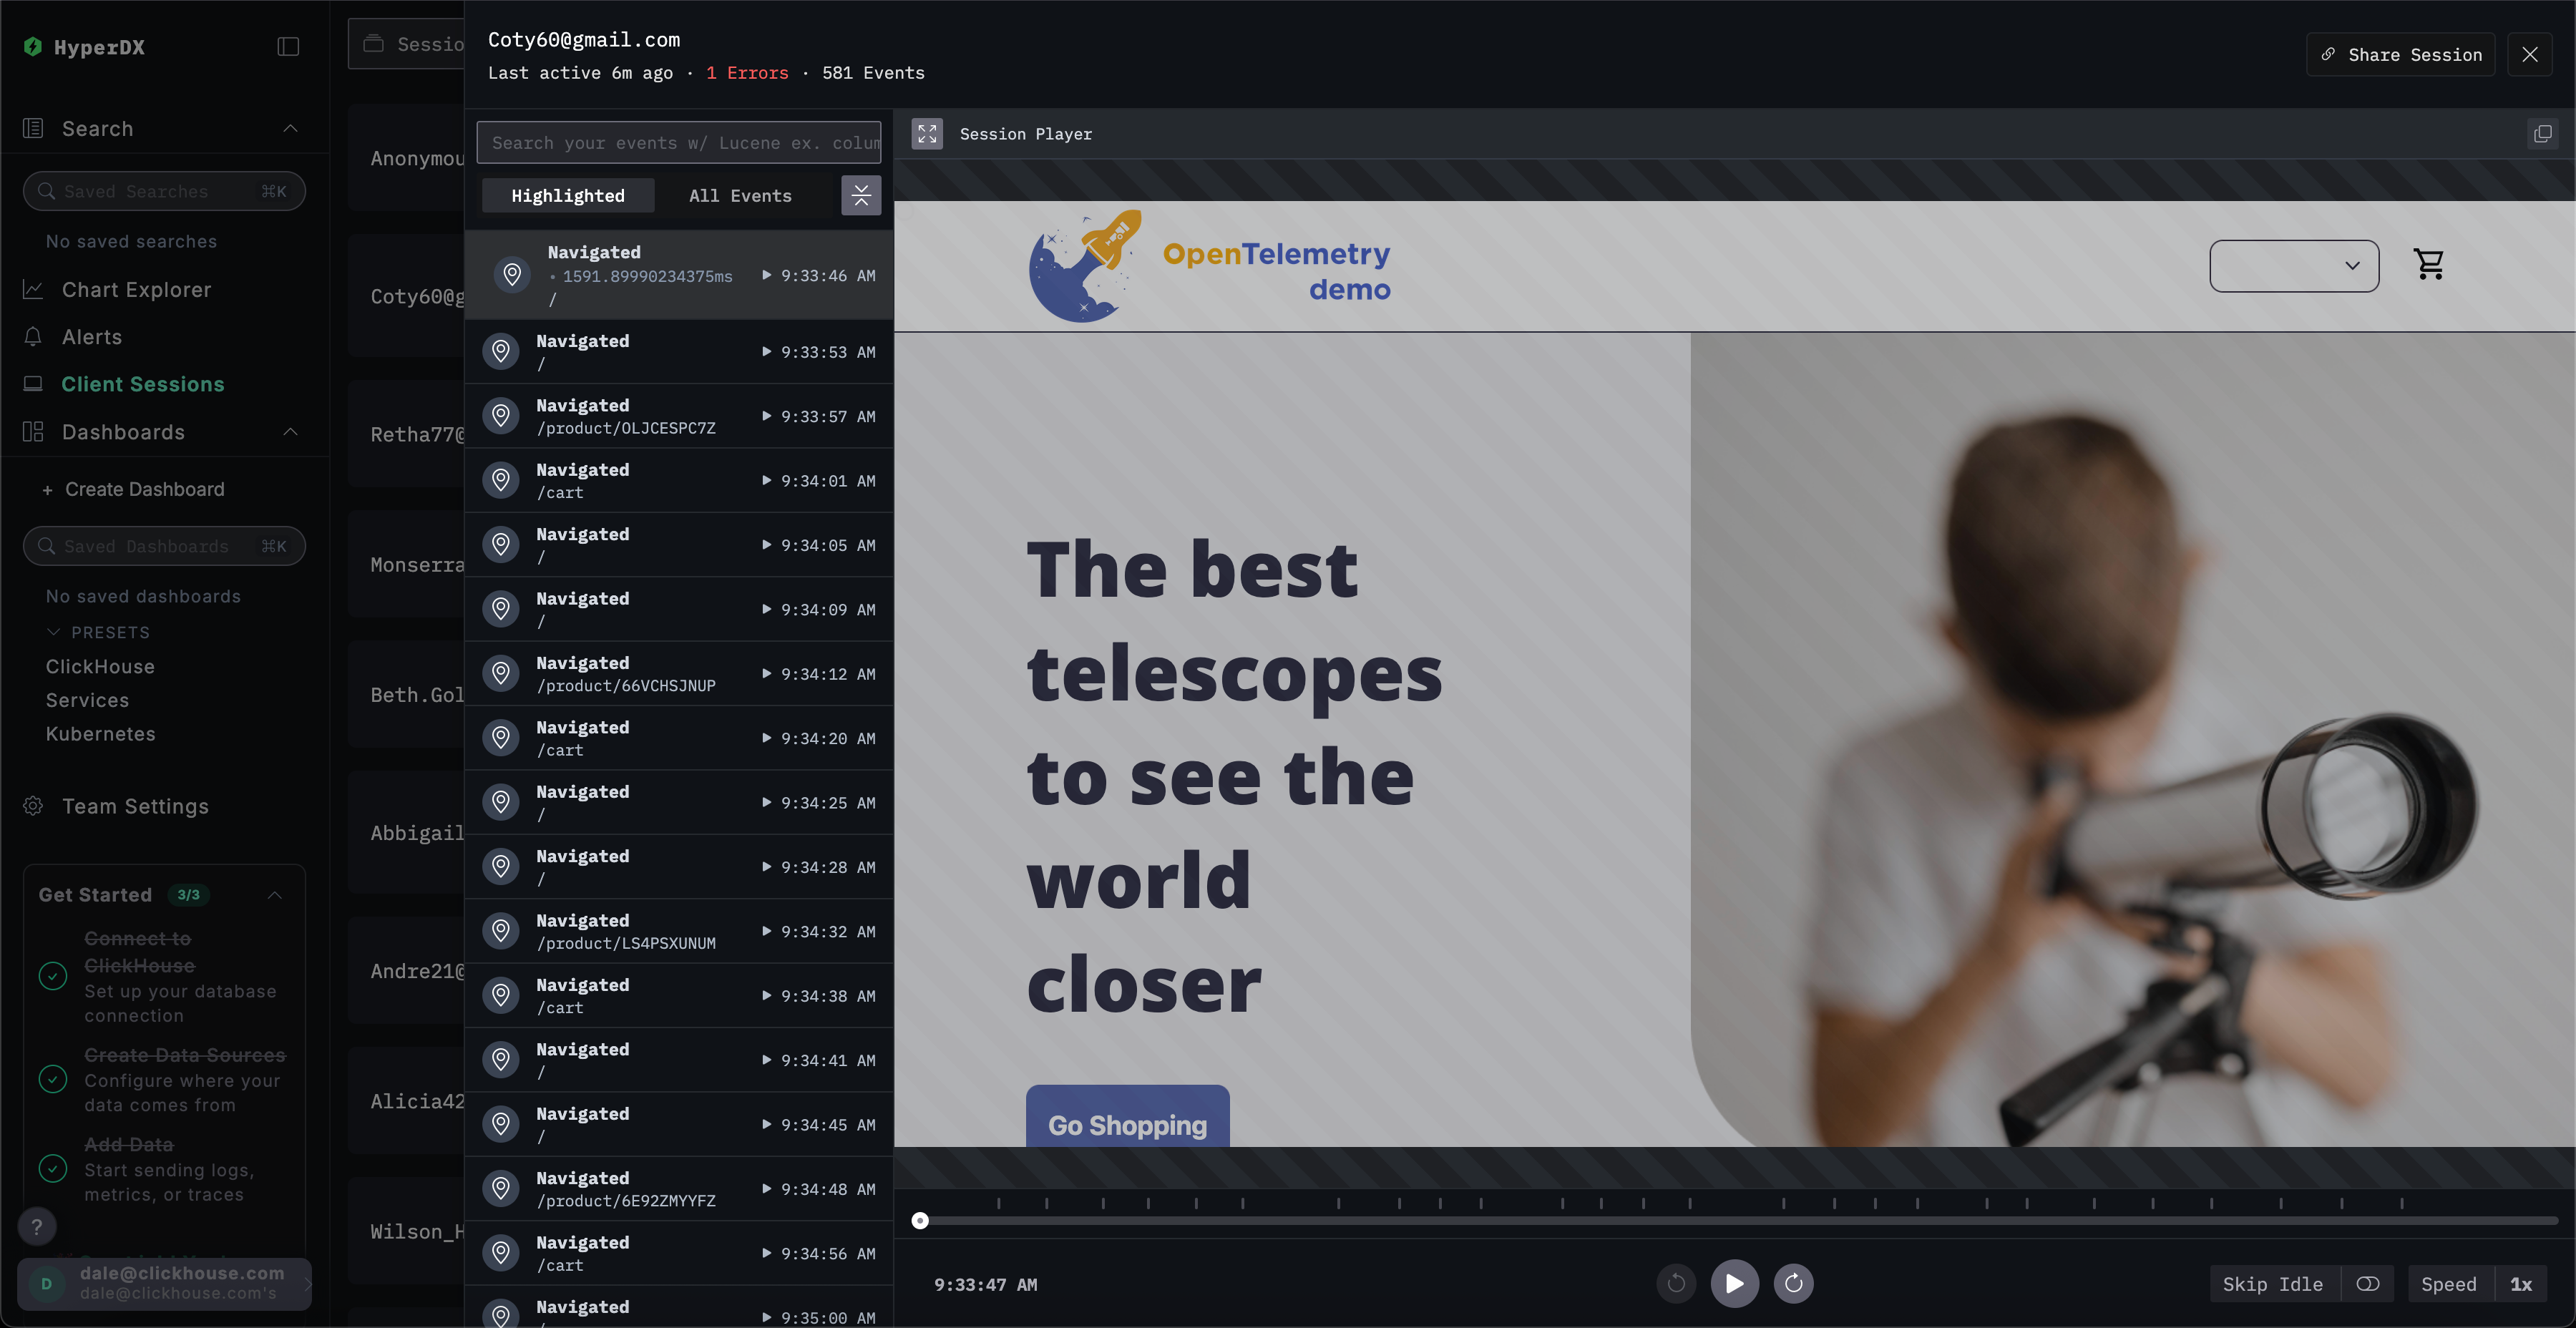 HyperDX
Search
Saved Searches ⌘K
No saved searches
Chart Explorer
Alerts
Client Sessions
Dashboards
+ Create Dashboard
Saved Dashboards ⌘K
No saved dashboards
PRESETS
ClickHouse
Services
Kubernetes
Team Settings
Get Started 3/3
Connect to
ClickHouse
Set up your database
connection
Create Data Sources
Configure where your
data comes from
Add Data
Start sending logs,
metrics, or traces
?
D
dale@clickhouse.com
dale@clickhouse.com's
Sessio
Anonymou
Coty60@g
Retha77@
Monserra
Beth.Gol
Abbigail
Andre21@
Alicia42
Wilson_H
Coty60@gmail.com
Last active 6m ago · 1 Errors · 581 Events
Share Session
Search your events w/ Lucene ex. colum
Highlighted All Events
Navigated
• 1591.89990234375ms 9:33:46 AM
/
Navigated
/ 9:33:53 AM
Navigated
/product/OLJCESPC7Z 9:33:57 AM
Navigated
/cart 9:34:01 AM
Navigated
/ 9:34:05 AM
Navigated
/ 9:34:09 AM
Navigated
/product/66VCHSJNUP 9:34:12 AM
Navigated
/cart 9:34:20 AM
Navigated
/ 9:34:25 AM
Navigated
/ 9:34:28 AM
Navigated
/product/LS4PSXUNUM 9:34:32 AM
Navigated
/cart 9:34:38 AM
Navigated
/ 9:34:41 AM
Navigated
/ 9:34:45 AM
Navigated
/product/6E92ZMYYFZ 9:34:48 AM
Navigated
/cart 9:34:56 AM
Navigated
9:35:00 AM
Session Player
OpenTelemetry
demo
The best
telescopes
to see the
world
closer
Go Shopping
9:33:47 AM
Skip Idle
Speed 1x